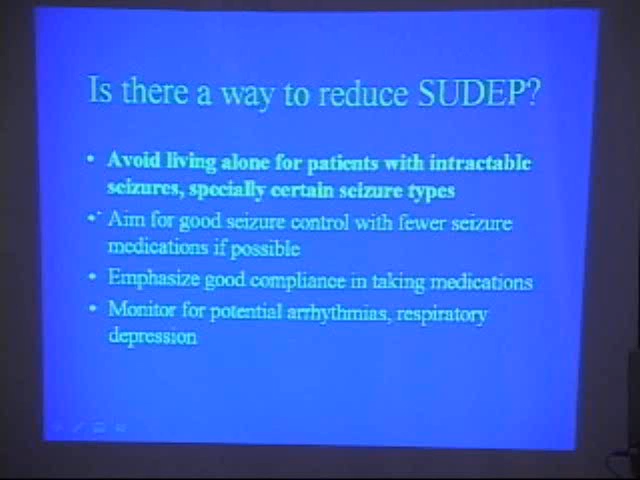 Is there a way to reduce SUDEP?
• Avoid living alone for patients with intractable
seizures, specially certain seizure types
• Aim for good seizure control with fewer seizure
medications if possible
• Emphasize good compliance in taking medications
• Monitor for potential arrhythmias, respiratory
depression